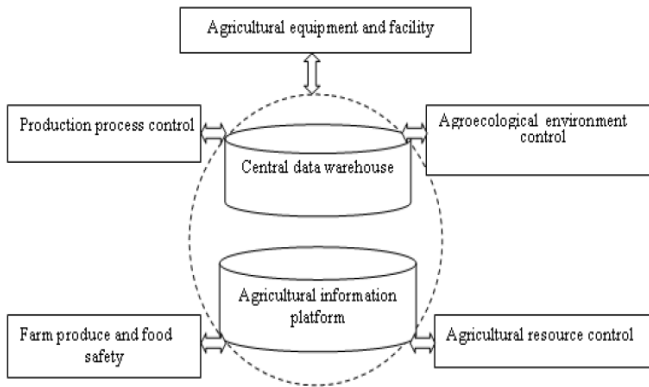 Agricultural equipment and facility
Production process control
Agroecological environment
control
Central data warehouse
Agricultural information
platform
Farm produce and food
safety
Agricultural resource control